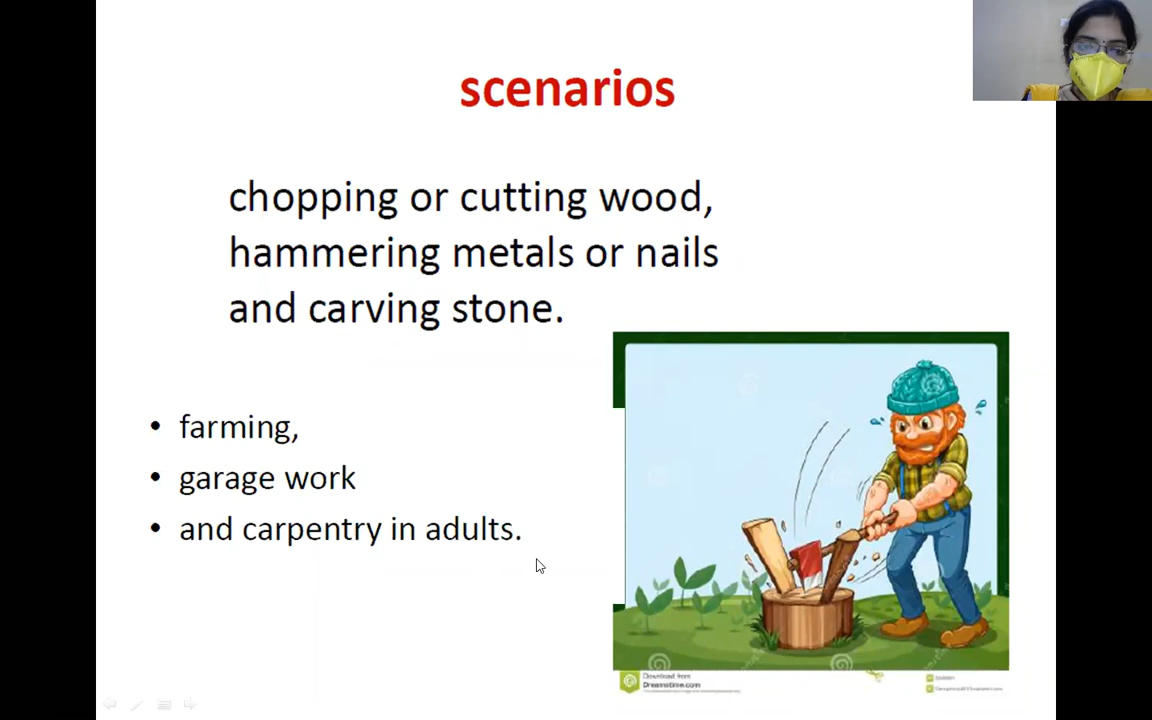 scenarios
chopping or cutting wood,
hammering metals or nails
and carving stone.
• farming,
• garage work
• and carpentry in adults.
Download from
Dreamstime.com